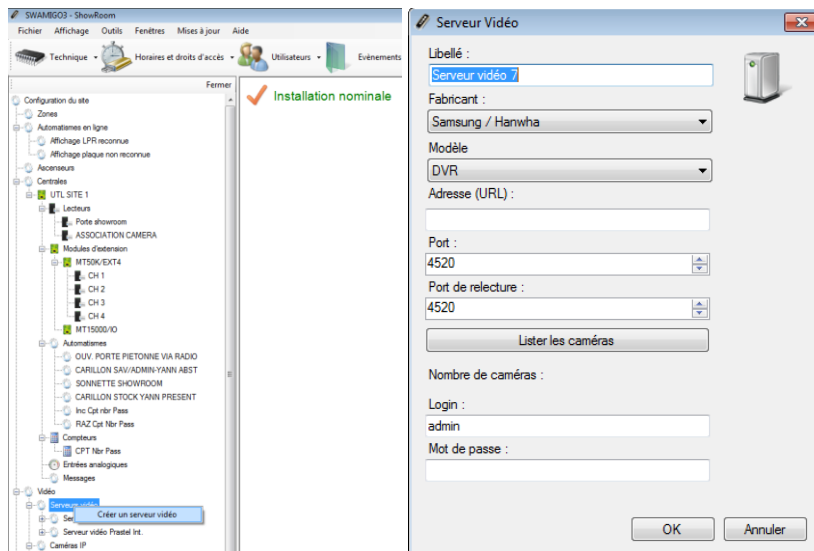 SWAMIGO3 - ShowRoom
Fichier Affichage Outils Fenêtres Mises à jour Aide
Technique Horaires et droits d'accès Utilisateurs Evènements
Fermer
Configuration du site
Zones
Automatismes en ligne
Affichage LPR reconnue
Affichage plaque non reconnue
Ascenseurs
Centrales
UTL SITE 1
Lecteurs
Porte showroom
ASSOCIATION CAMERA
Modules d'extension
MT50K/EXT4
CH 1
CH 2
CH 3
CH 4
MT15000/IO
Automatismes
OUV. PORTE PIETONNE VIA RADIO
CARILLON SAV/ADMIN-YANN ABST
SONNETTE SHOWROOM
CARILLON STOCK YANN PRESENT
Inc Cpt nbr Pass
RAZ Cpt Nbr Pass
Compteurs
CPT Nbr Pass
Entrées analogiques
Messages
Vidéo
Serveurs vidéo
Créer un serveur vidéo
Serveur vidéo Prastel Int.
Caméras IP
Installation nominale
Serveur Vidéo
Libellé :
Serveur vidéo 7
Fabricant :
Samsung / Hanwha
Modèle
DVR
Adresse (URL) :
Port :
4520
Port de relecture :
4520
Lister les caméras
Nombre de caméras :
Login :
admin
Mot de passe :
OK Annuler